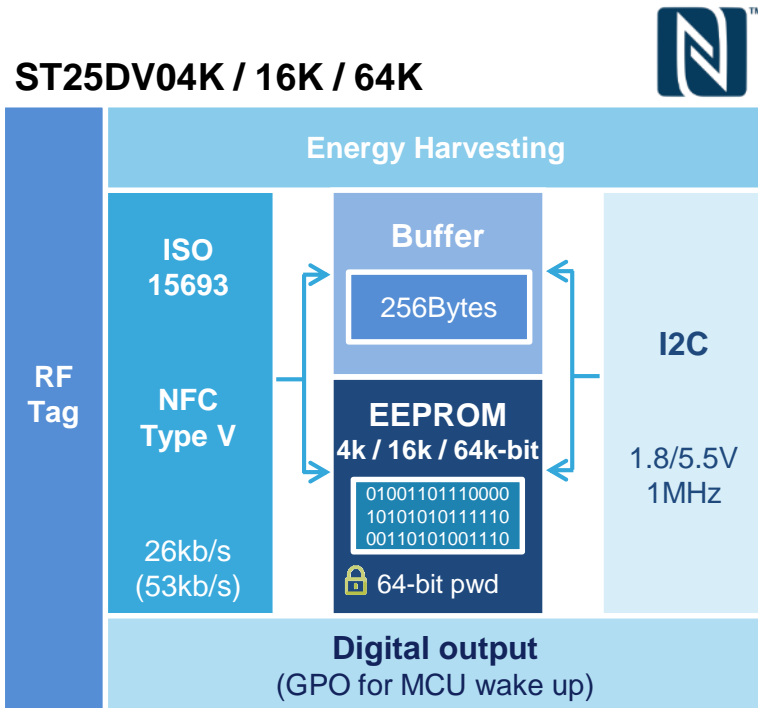 TM
ST25DV04K / 16K / 64K
Energy Harvesting
RF
Tag
ISO
15693
NFC
Type V
26kb/s
(53kb/s)
Buffer
256Bytes
EEPROM
4k / 16k / 64k-bit
01001101110000
10101010111110
00110101001110
64-bit pwd
I2C
1.8/5.5V
1MHz
Digital output
(GPO for MCU wake up)